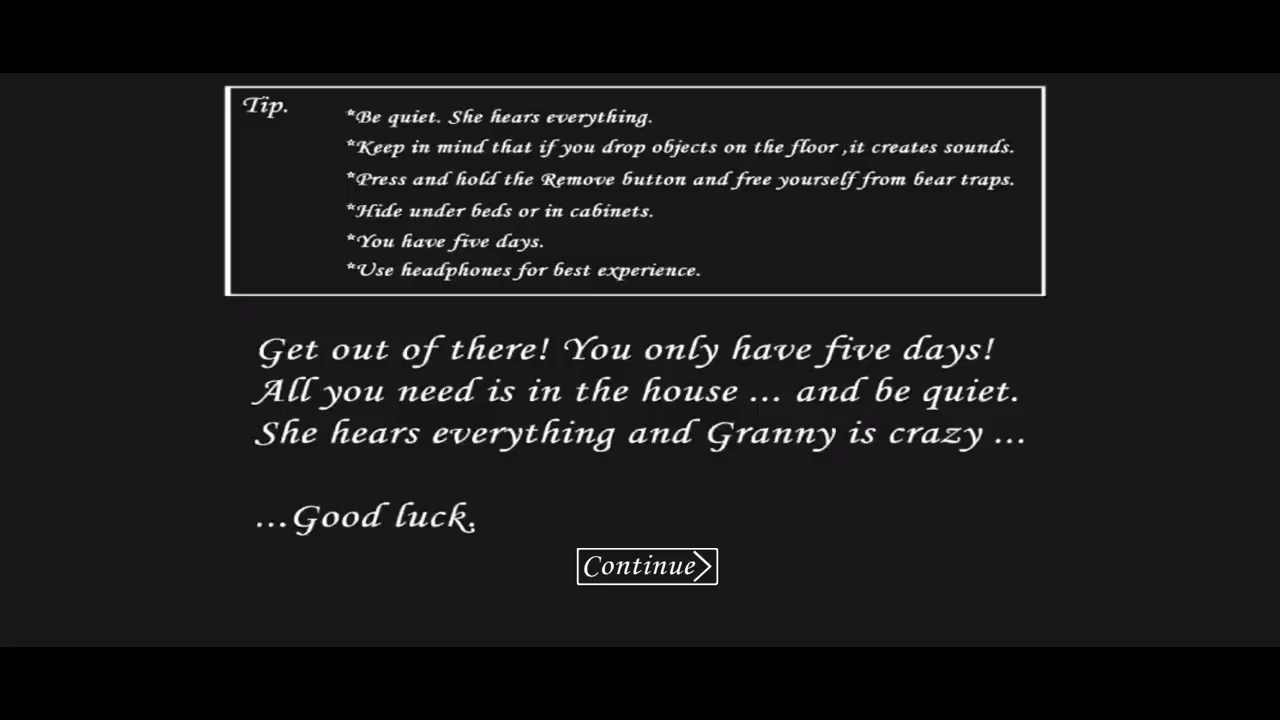 Tip.
*Be quiet. She hears everything.
*Keep in mind that if you drop objects on the floor ,it creates sounds.
*Press and hold the Remove button and free yourself from bear traps.
*Hide under beds or in cabinets.
*You have five days.
*Use headphones for best experience.
Get out of there! You only have five days!
All you need is in the house ... and be quiet.
She hears everything and Granny is crazy ...
...Good luck.
Continue